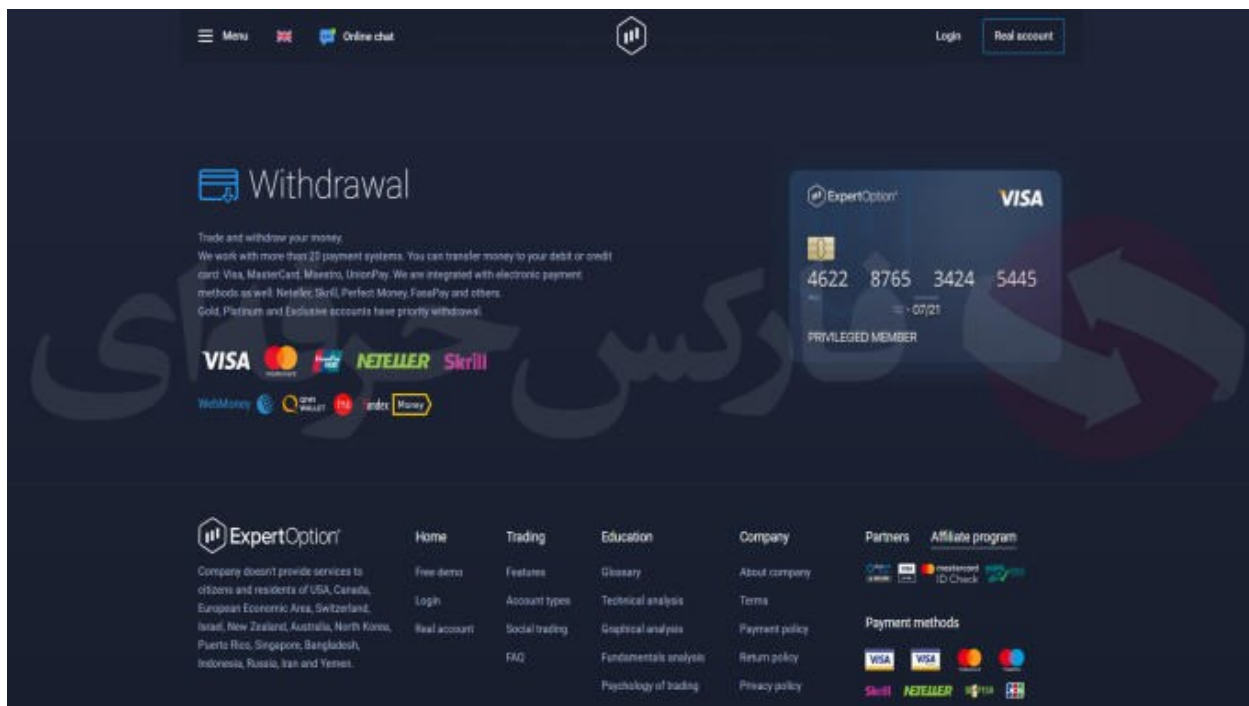 Menu
Online chat
Login
Real account
Withdrawal
Trade and withdraw your money.
We work with more than 20 payment systems. You can transfer money to your debit or credit
card: Visa, MasterCard, Maestro, UnionPay. We are integrated with electronic payment
methods as well: Neteller, Skrill, Perfect Money, FasaPay and others.
Gold, Platinum and Exclusive accounts have priority withdrawal.
VISA NETELLER Skrill
WebMoney QIWI WALLET PM Yandex Money
ExpertOption
VISA
4622 8765 3424 5445
07/21
PRIVILEGED MEMBER
فارکس حرفه‌ای
ExpertOption
Company doesn't provide services to
citizens and residents of USA, Canada,
European Economic Area, Switzerland,
Israel, New Zealand, Australia, North Korea,
Puerto Rico, Singapore, Bangladesh,
Indonesia, Russia, Iran and Yemen.
Home
Free demo
Login
Real account
Trading
Features
Account types
Social trading
FAQ
Education
Glossary
Technical analysis
Graphical analysis
Fundamentals analysis
Psychology of trading
Company
About company
Terms
Payment policy
Return policy
Privacy policy
Partners Affiliate program
VISA mastercard
ID Check
Payment methods
VISA VISA
Skrill NETELLER JCB